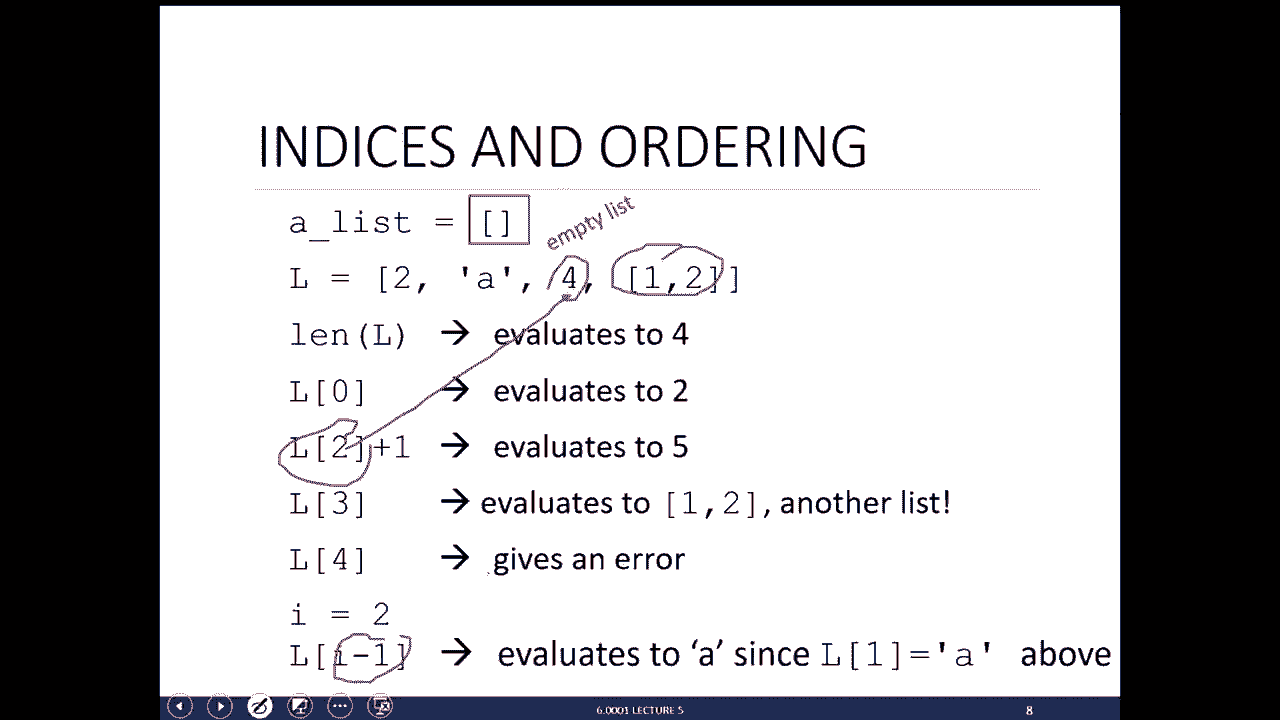 INDICES AND ORDERING
a_list = []
empty list
L = [2, 'a', 4, [1,2]]
len(L) → evaluates to 4
L[0] → evaluates to 2
L[2]+1 → evaluates to 5
L[3] → evaluates to [1,2], another list!
L[4] → gives an error
i = 2
L[i-1] → evaluates to ‘a’ since L[1]='a' above
6.0001 LECTURE 5
8